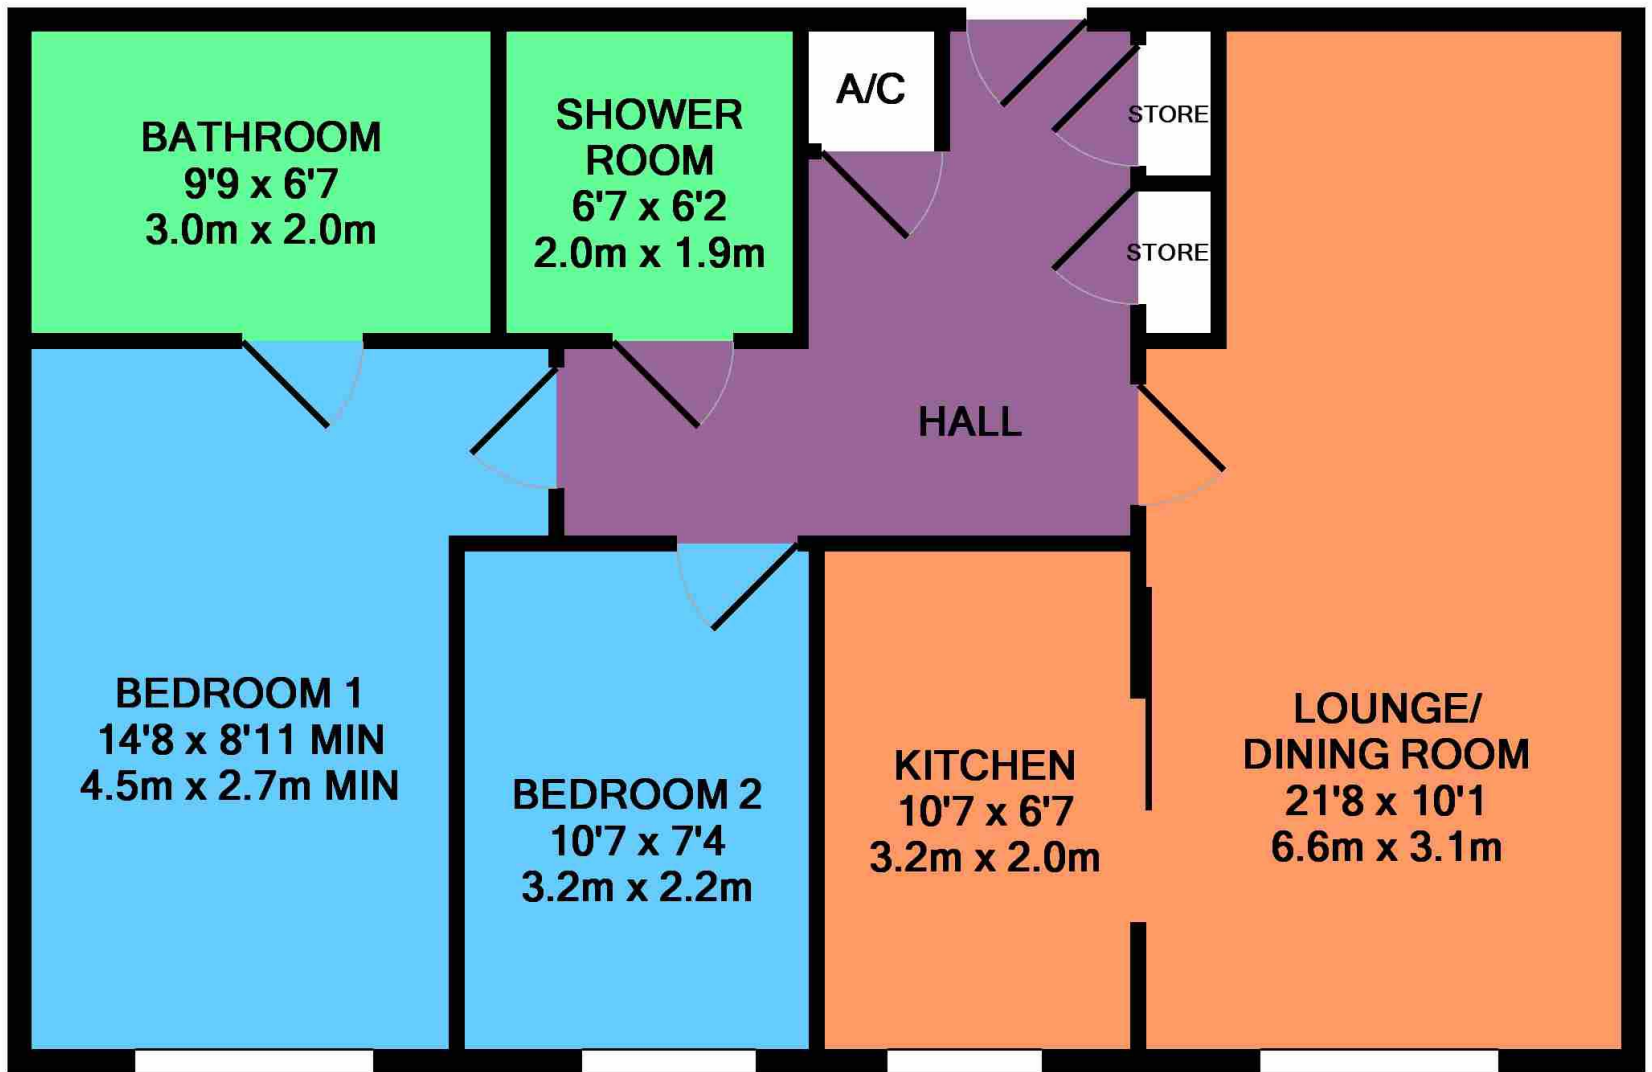 BATHROOM
9'9 x 6'7
3.0m x 2.0m
SHOWER
ROOM
6'7 x 6'2
2.0m x 1.9m
A/C
STORE
STORE
HALL
BEDROOM 1
14'8 x 8'11 MIN
4.5m x 2.7m MIN
BEDROOM 2
10'7 x 7'4
3.2m x 2.2m
KITCHEN
10'7 x 6'7
3.2m x 2.0m
LOUNGE/
DINING ROOM
21'8 x 10'1
6.6m x 3.1m